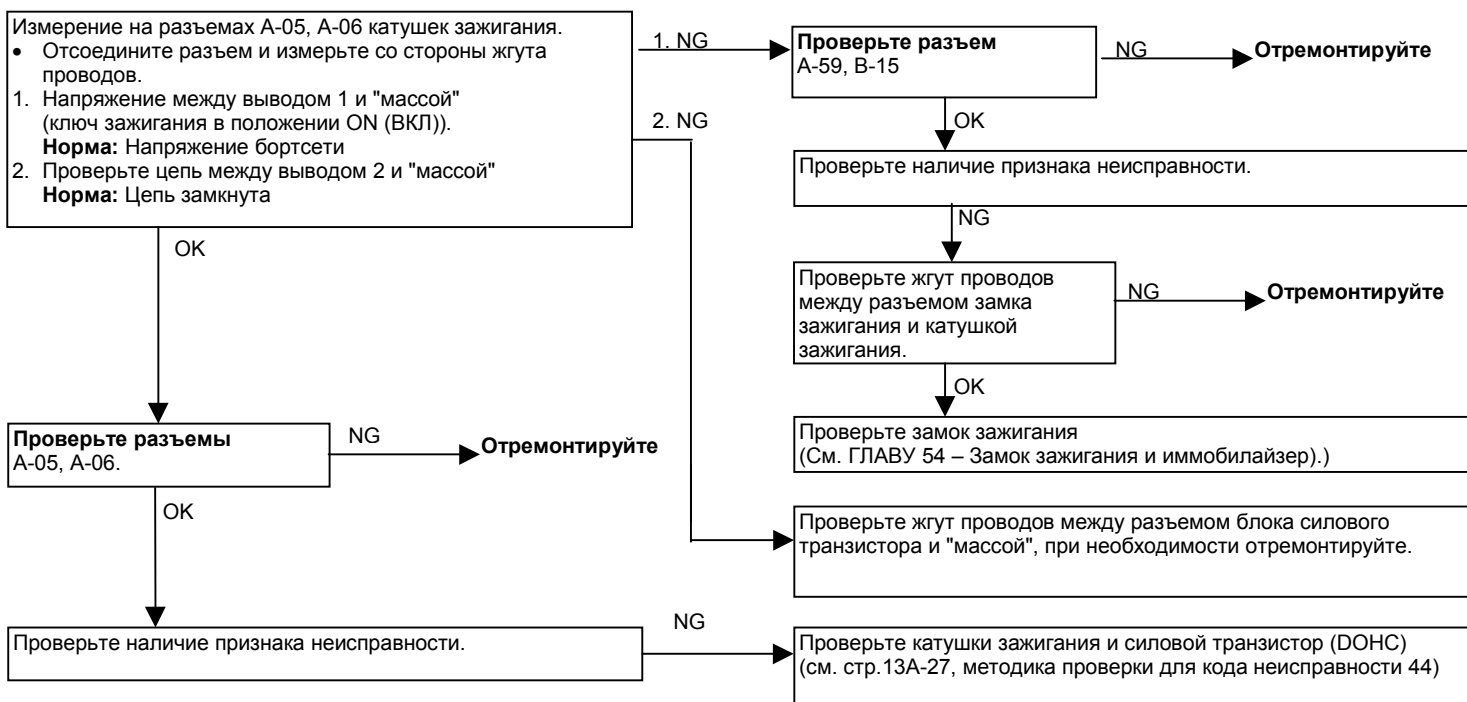 Измерение на разъемах A-05, A-06 катушек зажигания.
• Отсоедините разъем и измерьте со стороны жгута
проводов.
1. Напряжение между выводом 1 и "массой"
(ключ зажигания в положении ON (ВКЛ)).
Норма: Напряжение бортсети
2. Проверьте цепь между выводом 2 и "массой"
Норма: Цепь замкнута
1. NG
Проверьте разъем
A-59, B-15
NG
Отремонтируйте
2. NG
OK
Проверьте наличие признака неисправности.
NG
OK
Проверьте жгут проводов
между разъемом замка
зажигания и катушкой
зажигания.
NG
Отремонтируйте
OK
Проверьте разъемы
A-05, A-06.
NG
Отремонтируйте
Проверьте замок зажигания
(См. ГЛАВУ 54 – Замок зажигания и иммобилайзер).)
OK
Проверьте жгут проводов между разъемом блока силового
транзистора и "массой", при необходимости отремонтируйте.
Проверьте наличие признака неисправности.
NG
Проверьте катушки зажигания и силовой транзистор (DOHC)
(см. стр.13A-27, методика проверки для кода неисправности 44)